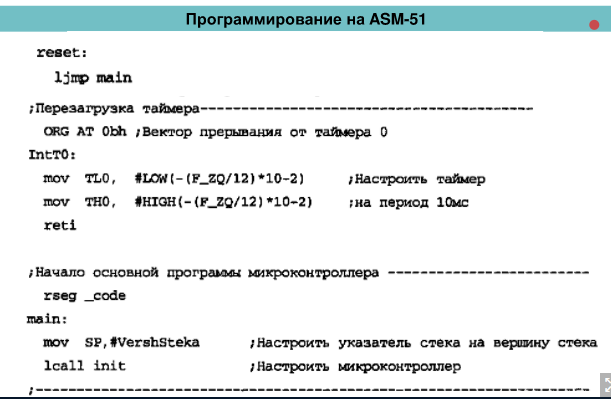 Программирование на ASM-51
reset:
ljmp main
;Перезагрузка таймера-----------------------------------------
ORG AT 0bh ;Вектор прерывания от таймера 0
IntT0:
mov TL0, #LOW(-(F_ZQ/12)*10-2) ;Настроить таймер
mov TH0, #HIGH(-(F_ZQ/12)*10-2) ;на период 10мс
reti
;Начало основной программы микроконтроллера -------------------------
rseg _code
main:
mov SP,#VershSteka ;Настроить указатель стека на вершину стека
lcall init ;Настроить микроконтроллер
;--------------------------------------------------------------------